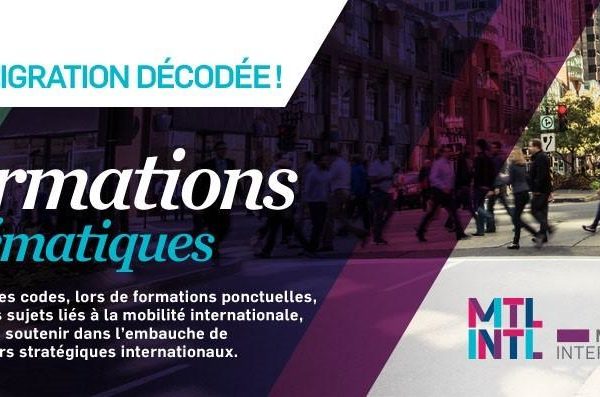 IGRATION DÉCODÉE!
rmations
ématiques
es codes, lors de formations ponctuelles,
s sujets liés à la mobilité internationale,
soutenir dans l'embauche de
rs stratégiques internationaux.
MTL
INTL
INTER